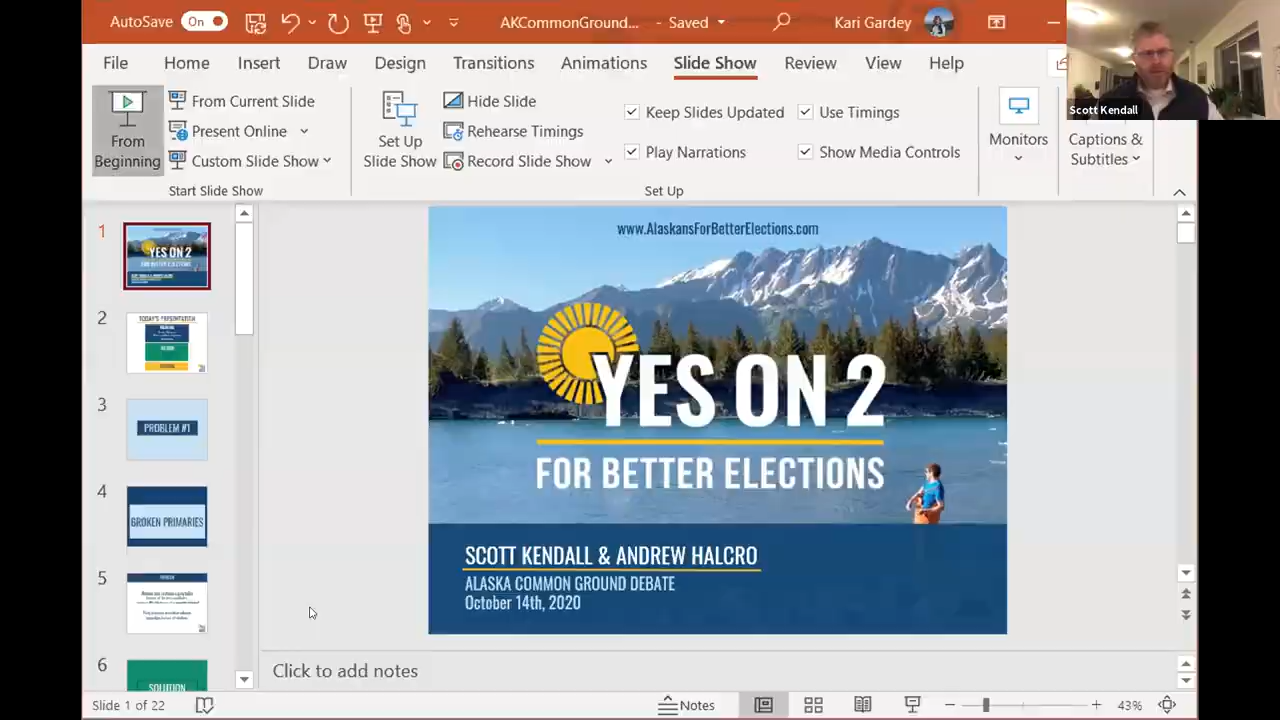 AutoSave On AKCommonGround... - Saved Kari Gardey
File Home Insert Draw Design Transitions Animations Slide Show Review View Help
Scott Kendall
From Beginning
From Current Slide
Present Online
Custom Slide Show
Start Slide Show
Set Up Slide Show
Hide Slide
Rehearse Timings
Record Slide Show
Keep Slides Updated
Use Timings
Play Narrations
Show Media Controls
Set Up
Monitors
Captions & Subtitles
1
YES ON 2
FOR BETTER ELECTIONS
2
TODAY'S PRESENTATION
3
PROBLEM #1
4
BROKEN PRIMARIES
5
6
SOLUTION
www.AlaskansForBetterElections.com
YES ON 2
FOR BETTER ELECTIONS
SCOTT KENDALL & ANDREW HALCRO
ALASKA COMMON GROUND DEBATE
October 14th, 2020
Click to add notes
Slide 1 of 22
Notes
43%